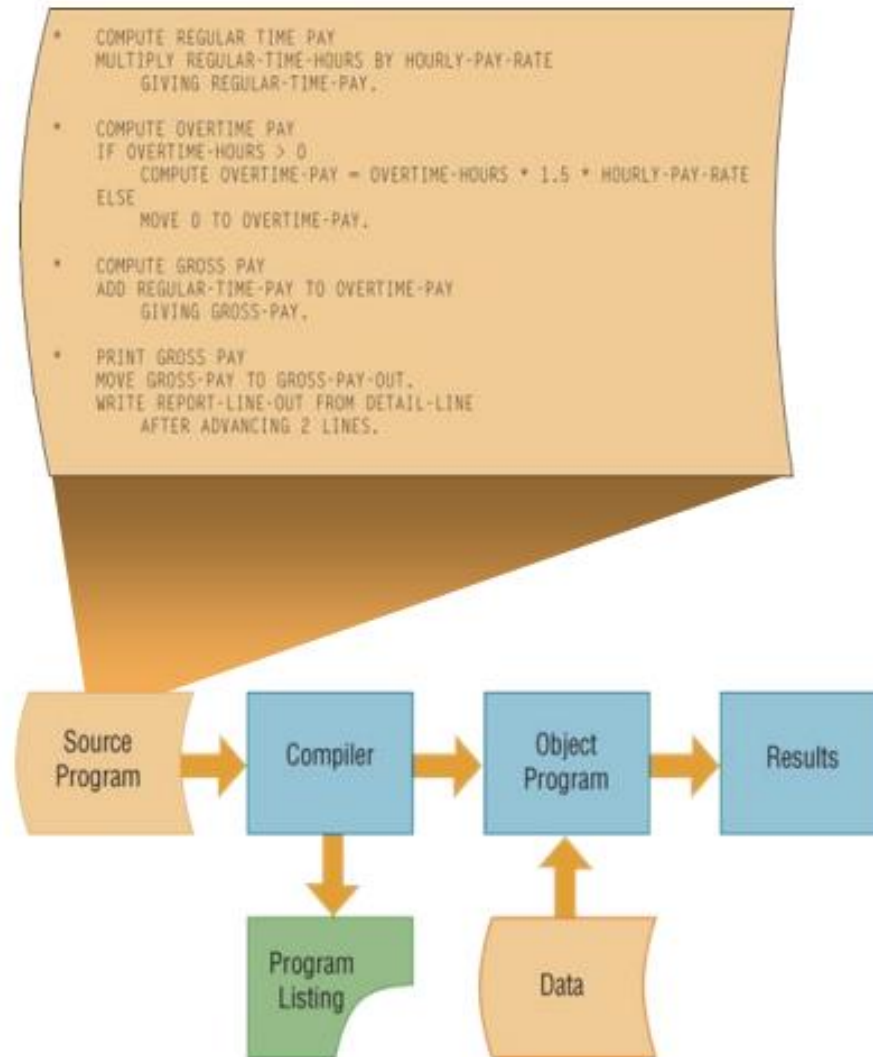 * COMPUTE REGULAR TIME PAY
MULTIPLY REGULAR-TIME-HOURS BY HOURLY-PAY-RATE
GIVING REGULAR-TIME-PAY.
* COMPUTE OVERTIME PAY
IF OVERTIME-HOURS > 0
COMPUTE OVERTIME-PAY = OVERTIME-HOURS * 1.5 * HOURLY-PAY-RATE
ELSE
MOVE 0 TO OVERTIME-PAY.
* COMPUTE GROSS PAY
ADD REGULAR-TIME-PAY TO OVERTIME-PAY
GIVING GROSS-PAY.
* PRINT GROSS PAY
MOVE GROSS-PAY TO GROSS-PAY-OUT.
WRITE REPORT-LINE-OUT FROM DETAIL-LINE
AFTER ADVANCING 2 LINES.
Source
Program
Compiler
Object
Program
Results
Program
Listing
Data